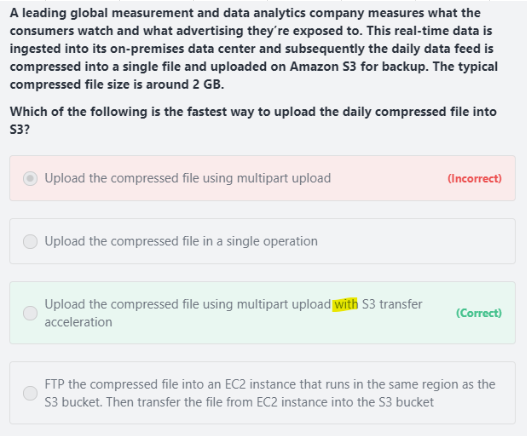 A leading global measurement and data analytics company measures what the
consumers watch and what advertising they're exposed to. This real-time data is
ingested into its on-premises data center and subsequently the daily data feed is
compressed into a single file and uploaded on Amazon S3 for backup. The typical
compressed file size is around 2 GB.
Which of the following is the fastest way to upload the daily compressed file into
S3?
Upload the compressed file using multipart upload (Incorrect)
Upload the compressed file in a single operation
Upload the compressed file using multipart upload with S3 transfer
acceleration (Correct)
FTP the compressed file into an EC2 instance that runs in the same region as the
S3 bucket. Then transfer the file from EC2 instance into the S3 bucket